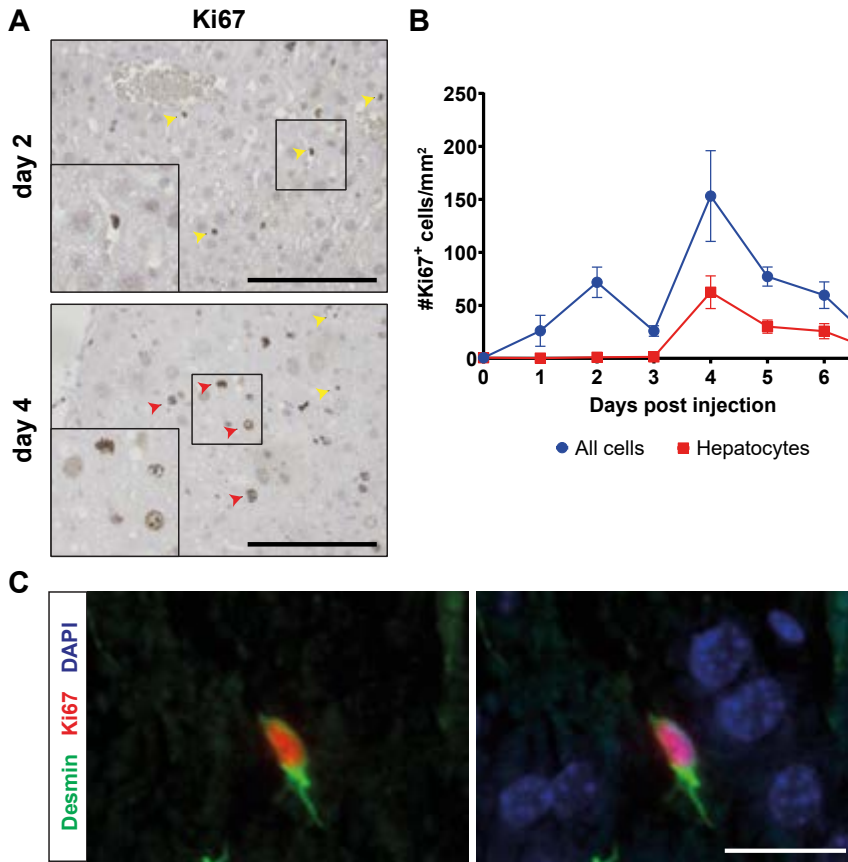 A
Ki67
day 2
day 4
B
#Ki67⁺ cells/mm²
250
200
150
100
50
0
0 1 2 3 4 5 6
Days post injection
All cells Hepatocytes
C
Desmin Ki67 DAPI